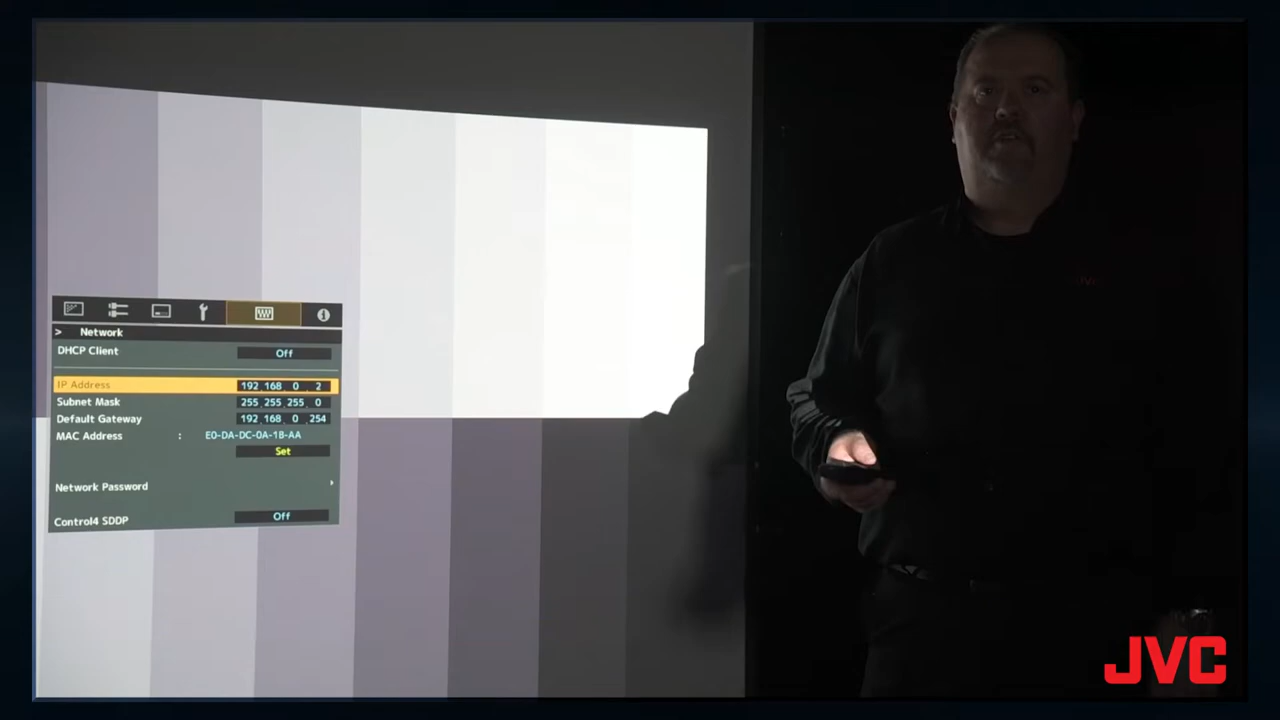 > Network
DHCP Client Off
IP Address 192.168.0.2
Subnet Mask 255.255.255.0
Default Gateway 192.168.0.254
MAC Address : E0-DA-DC-0A-1B-AA
Set
Network Password
Control4 SDDP Off
JVC
JVC